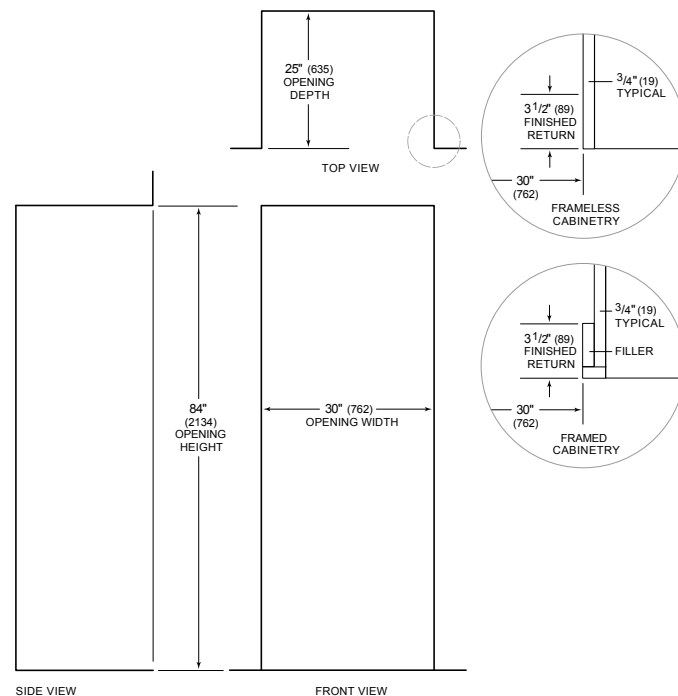 25" (635)
OPENING
DEPTH
TOP VIEW
3/4" (19)
TYPICAL
3 1/2" (89)
FINISHED
RETURN
30"
(762)
FRAMELESS
CABINETRY
3/4" (19)
TYPICAL
3 1/2" (89)
FINISHED
RETURN
FILLER
30"
(762)
FRAMED
CABINETRY
84"
(2134)
OPENING
HEIGHT
30" (762)
OPENING WIDTH
SIDE VIEW
FRONT VIEW